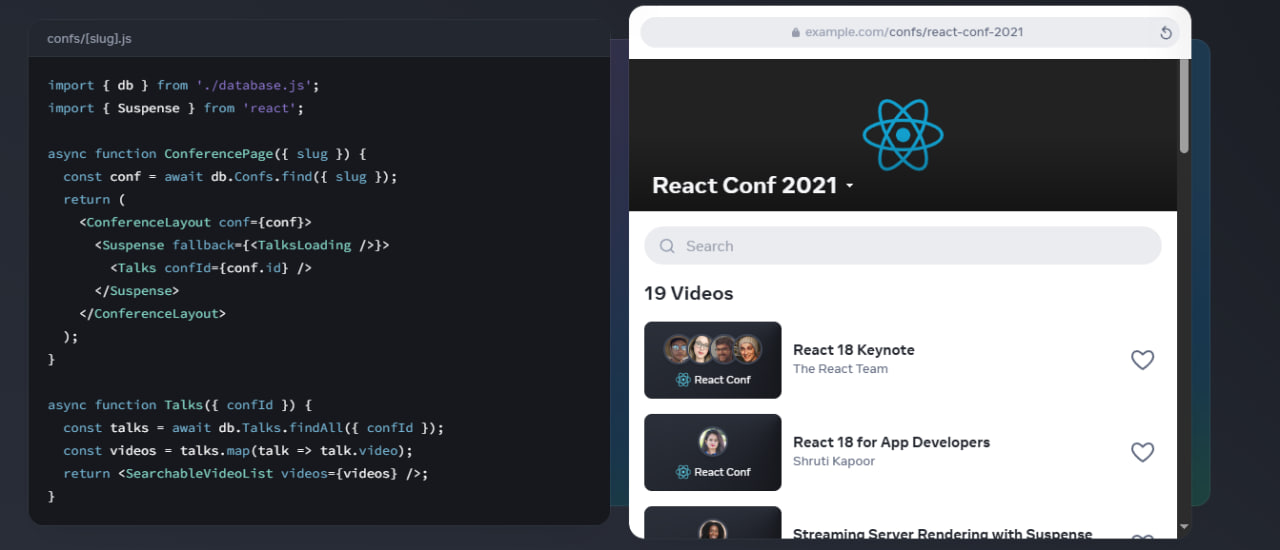 confs/[slug].js
import { db } from './database.js';
import { Suspense } from 'react';
async function ConferencePage({ slug }) {
const conf = await db.Confs.find({ slug });
return (
<ConferenceLayout conf={conf}>
<Suspense fallback={<TalksLoading />}>
<Talks confId={conf.id} />
</Suspense>
</ConferenceLayout>
);
}
async function Talks({ confId }) {
const talks = await db.Talks.findAll({ confId });
const videos = talks.map(talk => talk.video);
return <SearchableVideoList videos={videos} />;
}
example.com/confs/react-conf-2021
React Conf 2021
Search
19 Videos
React Conf
React 18 Keynote
The React Team
React Conf
React 18 for App Developers
Shruti Kapoor
Streaming Server Rendering with Suspense